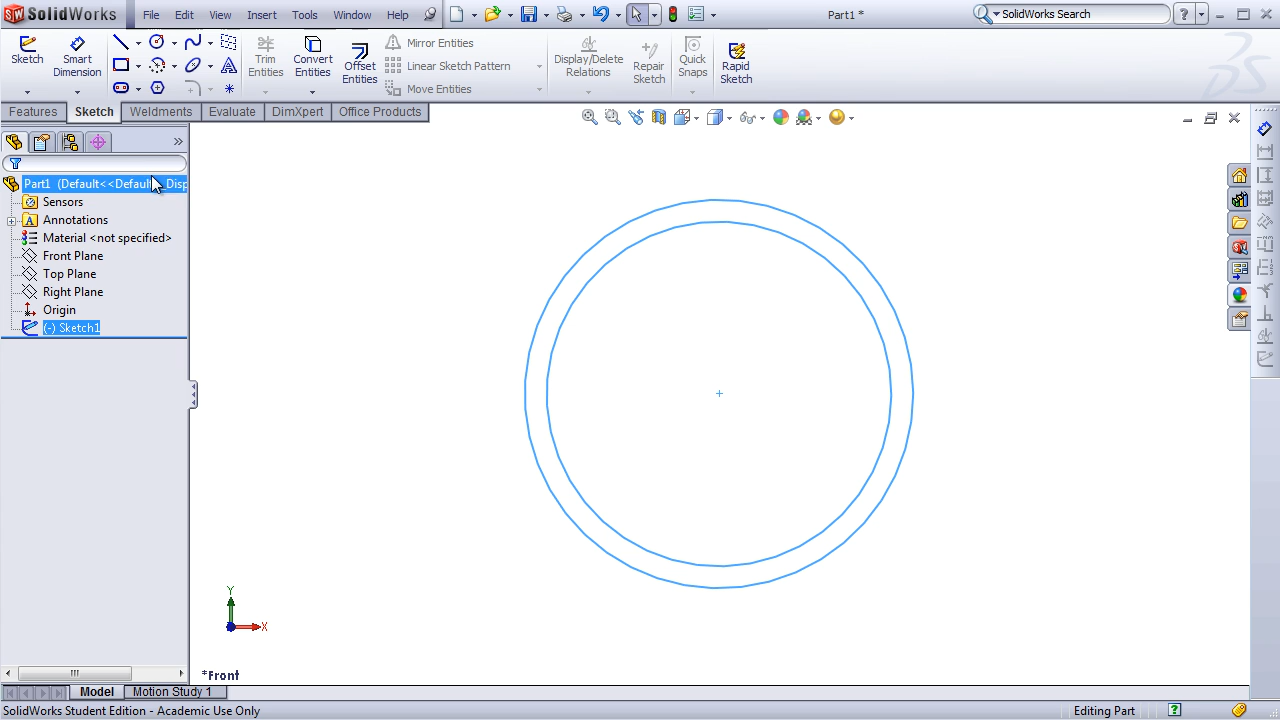 SolidWorks File Edit View Insert Tools Window Help Part1 * SolidWorks Search ?
Sketch
Smart Dimension
Trim Entities
Convert Entities
Offset Entities
Mirror Entities
Linear Sketch Pattern
Move Entities
Display/Delete Relations
Repair Sketch
Quick Snaps
Rapid Sketch
Features Sketch Weldments Evaluate DimXpert Office Products
Part1 (Default<<Default_Disp
Sensors
Annotations
Material <not specified>
Front Plane
Top Plane
Right Plane
Origin
(-) Sketch1
Y
X
*Front
Model Motion Study 1
SolidWorks Student Edition - Academic Use Only Editing Part ?